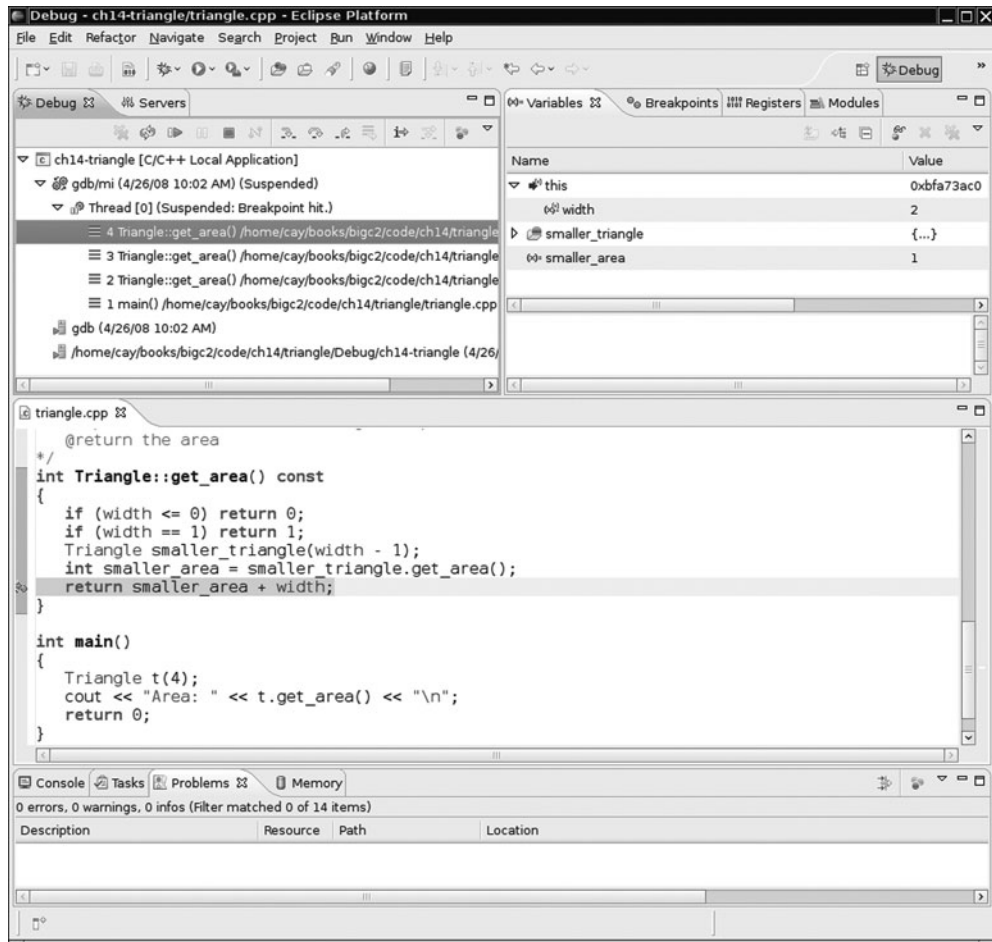 Debug - ch14-triangle/triangle.cpp - Eclipse Platform
File Edit Refactor Navigate Search Project Run Window Help
Debug »
Debug Servers
ch14-triangle [C/C++ Local Application]
gdb/mi (4/26/08 10:02 AM) (Suspended)
Thread [0] (Suspended: Breakpoint hit.)
4 Triangle::get_area() /home/cay/books/bigc2/code/ch14/triangle
3 Triangle::get_area() /home/cay/books/bigc2/code/ch14/triangle
2 Triangle::get_area() /home/cay/books/bigc2/code/ch14/triangle
1 main() /home/cay/books/bigc2/code/ch14/triangle/triangle.cpp
gdb (4/26/08 10:02 AM)
/home/cay/books/bigc2/code/ch14/triangle/Debug/ch14-triangle (4/26/
Variables Breakpoints Registers Modules
Name Value
this 0xbfa73ac0
width 2
smaller_triangle {...}
smaller_area 1
triangle.cpp
@return the area
*/
int Triangle::get_area() const
{
if (width <= 0) return 0;
if (width == 1) return 1;
Triangle smaller_triangle(width - 1);
int smaller_area = smaller_triangle.get_area();
return smaller_area + width;
}
int main()
{
Triangle t(4);
cout << "Area: " << t.get_area() << "\n";
return 0;
}
Console Tasks Problems Memory
0 errors, 0 warnings, 0 infos (Filter matched 0 of 14 items)
Description Resource Path Location